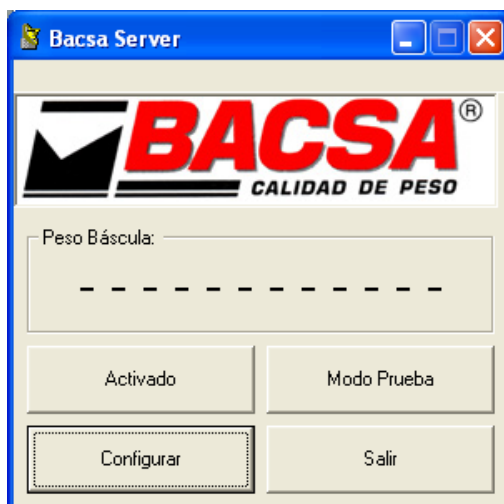 Bacsa Server
BACSA®
CALIDAD DE PESO
Peso Báscula:
- - - - - - - - - - - -
Activado
Modo Prueba
Configurar
Salir